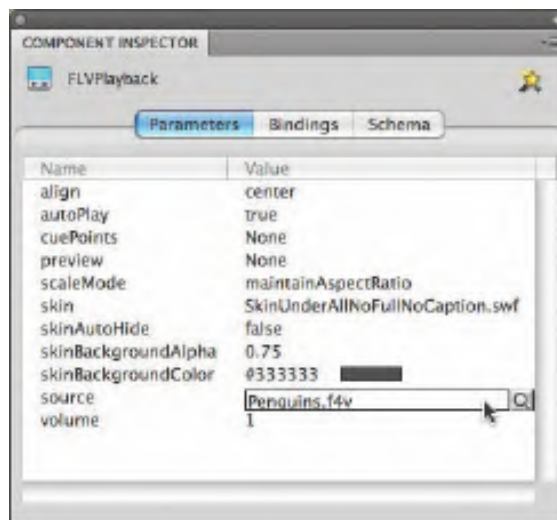 COMPONENT INSPECTOR
FLVPlayback
Parameters Bindings Schema
Name Value
align center
autoPlay true
cuePoints None
preview None
scaleMode maintainAspectRatio
skin SkinUnderAllNoFullNoCaption.swf
skinAutoHide false
skinBackgroundAlpha 0.75
skinBackgroundColor #333333
source Penguins.f4v
volume 1